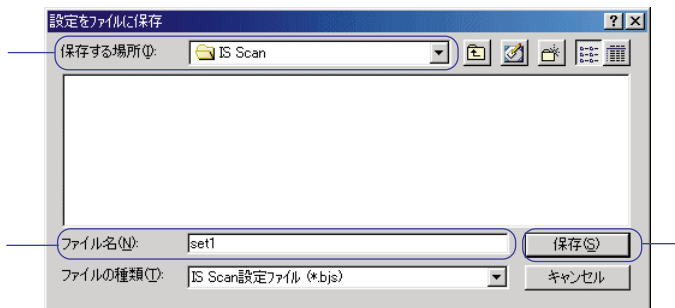 設定をファイルに保存
保存する場所(I):
IS Scan
ファイル名(N):
set1
保存(S)
ファイルの種類(T):
IS Scan設定ファイル (*.bjs)
キャンセル